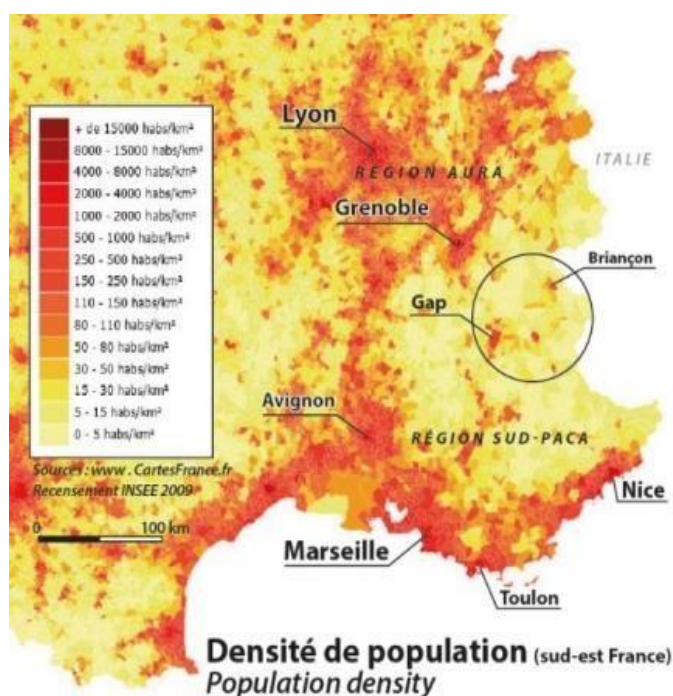 Lyon
+ de 15000 habs/km²
8000 - 15000 habs/km²
4000 - 8000 habs/km²
2000 - 4000 habs/km²
1000 - 2000 habs/km²
500 - 1000 habs/km²
250 - 500 habs/km²
150 - 250 habs/km²
110 - 150 habs/km²
80 - 110 habs/km²
50 - 80 habs/km²
30 - 50 habs/km²
15 - 30 habs/km²
5 - 15 habs/km²
0 - 5 habs/km²
ITALIE
RÉGION AURA
Grenoble
Briançon
Gap
Avignon
RÉGION SUD-PACA
Sources : www . CartesFrance.fr
Recensement INSEE 2009
0 100 km
Nice
Marseille
Toulon
Densité de population (sud-est France)
Population density